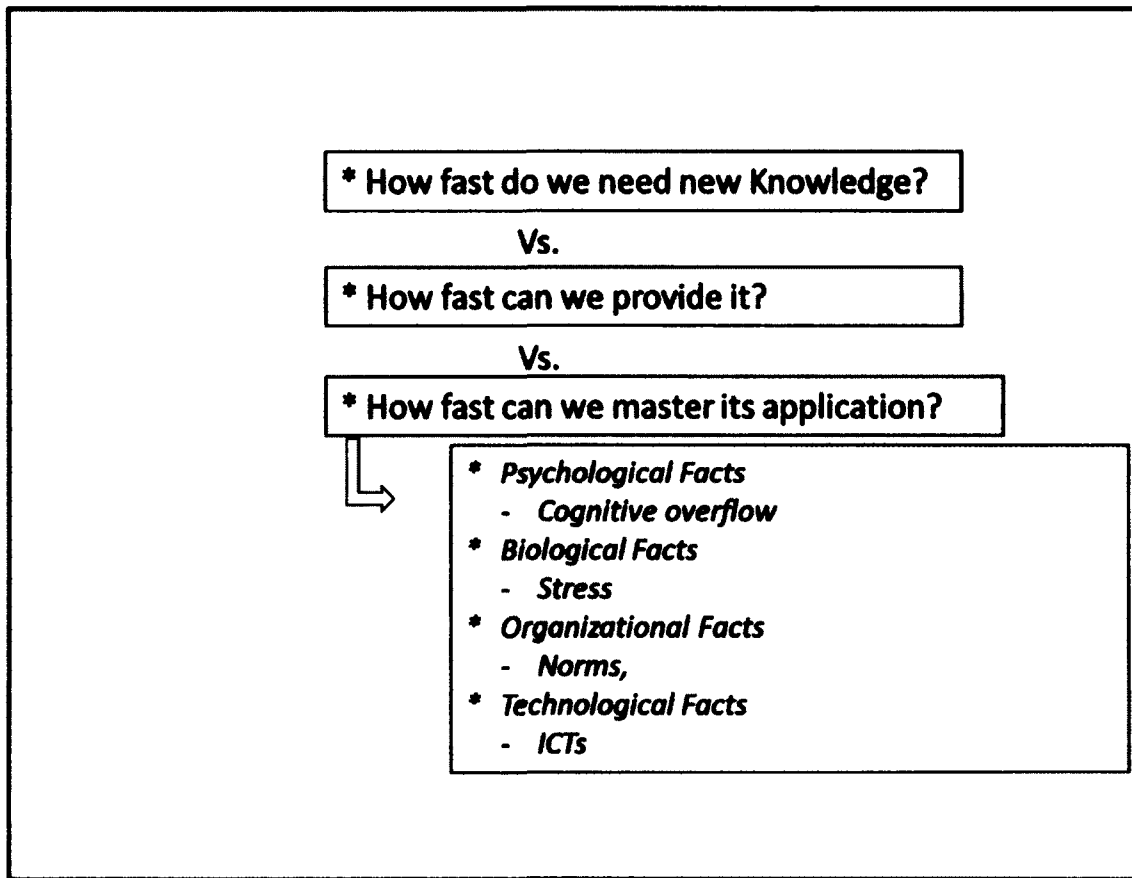 * How fast do we need new Knowledge?
Vs.
* How fast can we provide it?
Vs.
* How fast can we master its application?
* Psychological Facts
- Cognitive overflow
* Biological Facts
- Stress
* Organizational Facts
- Norms,
* Technological Facts
- ICTs